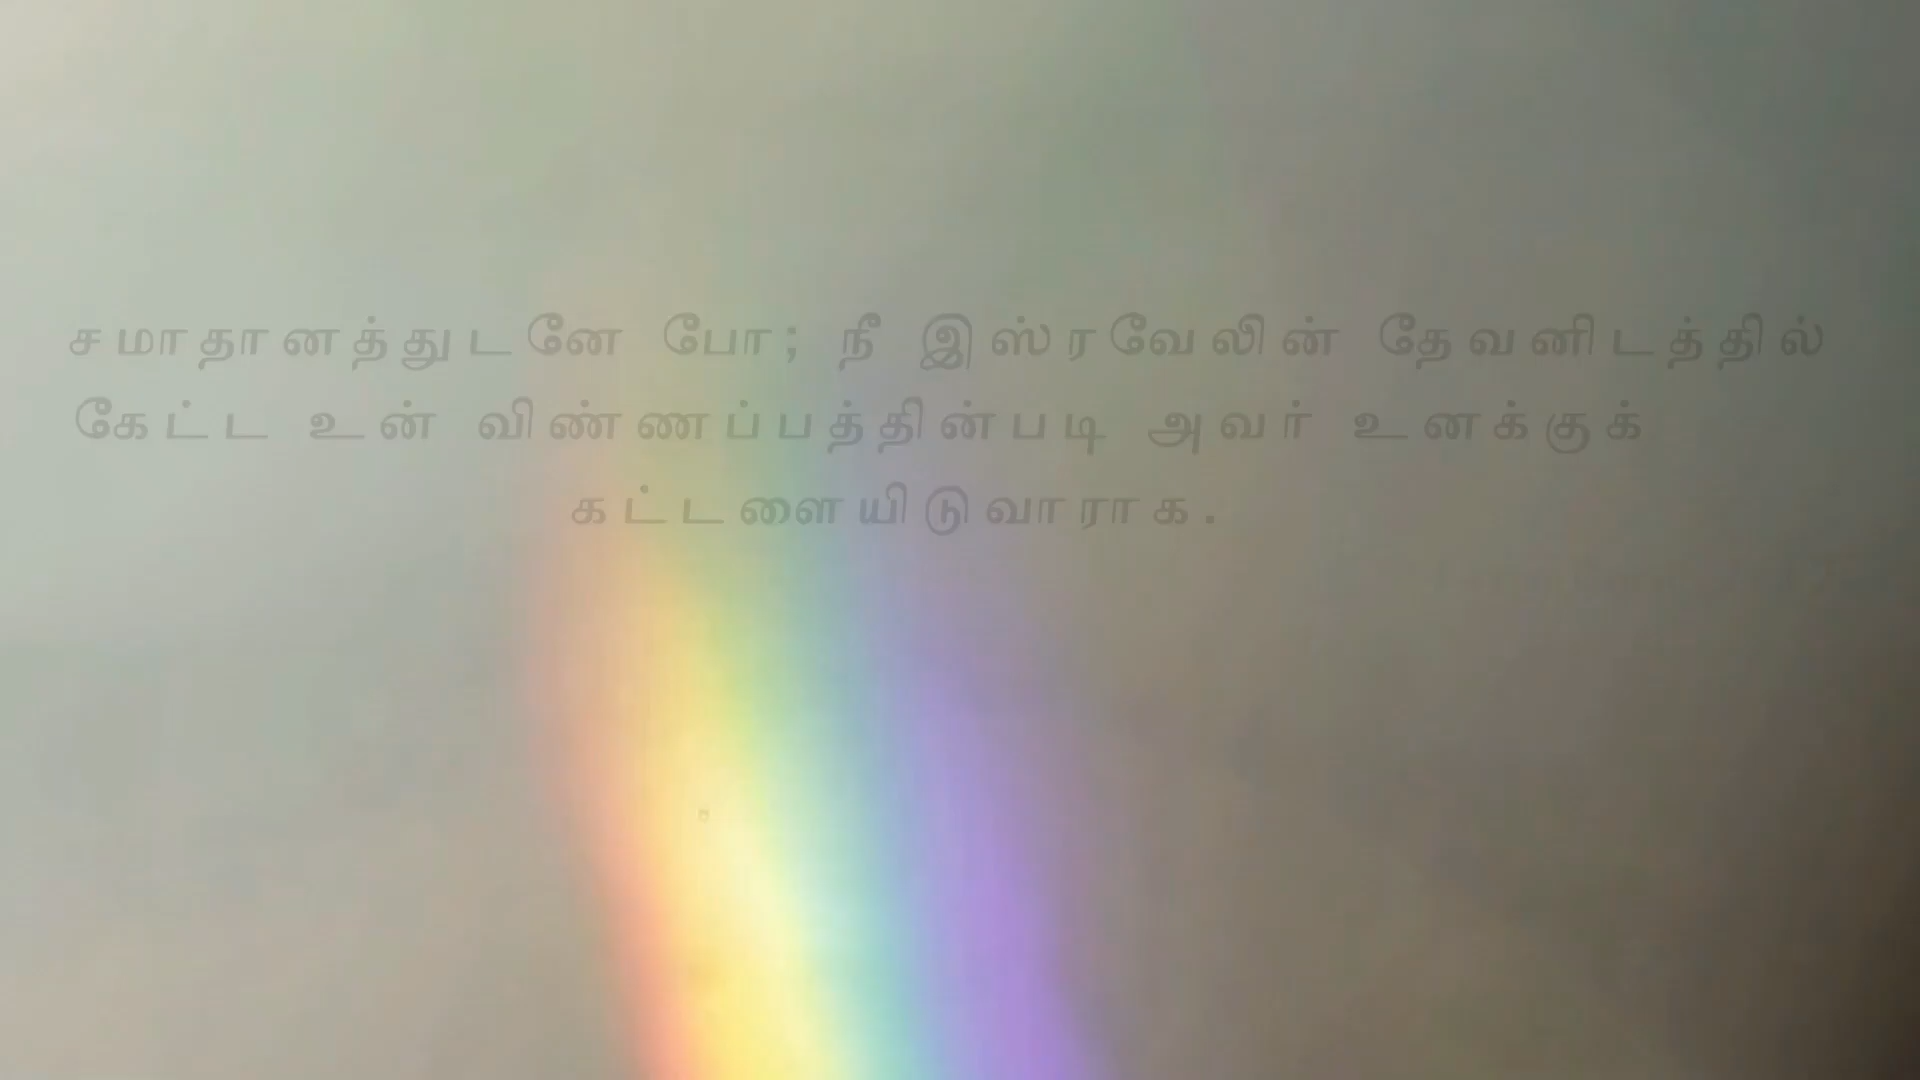 சமாதானத்துடனே போ; நீ இஸ்ரவேலின் தேவனிடத்தில்
கேட்ட உன் விண்ணப்பத்தின்படி அவர் உனக்குக்
கட்டளையிடுவாராக.